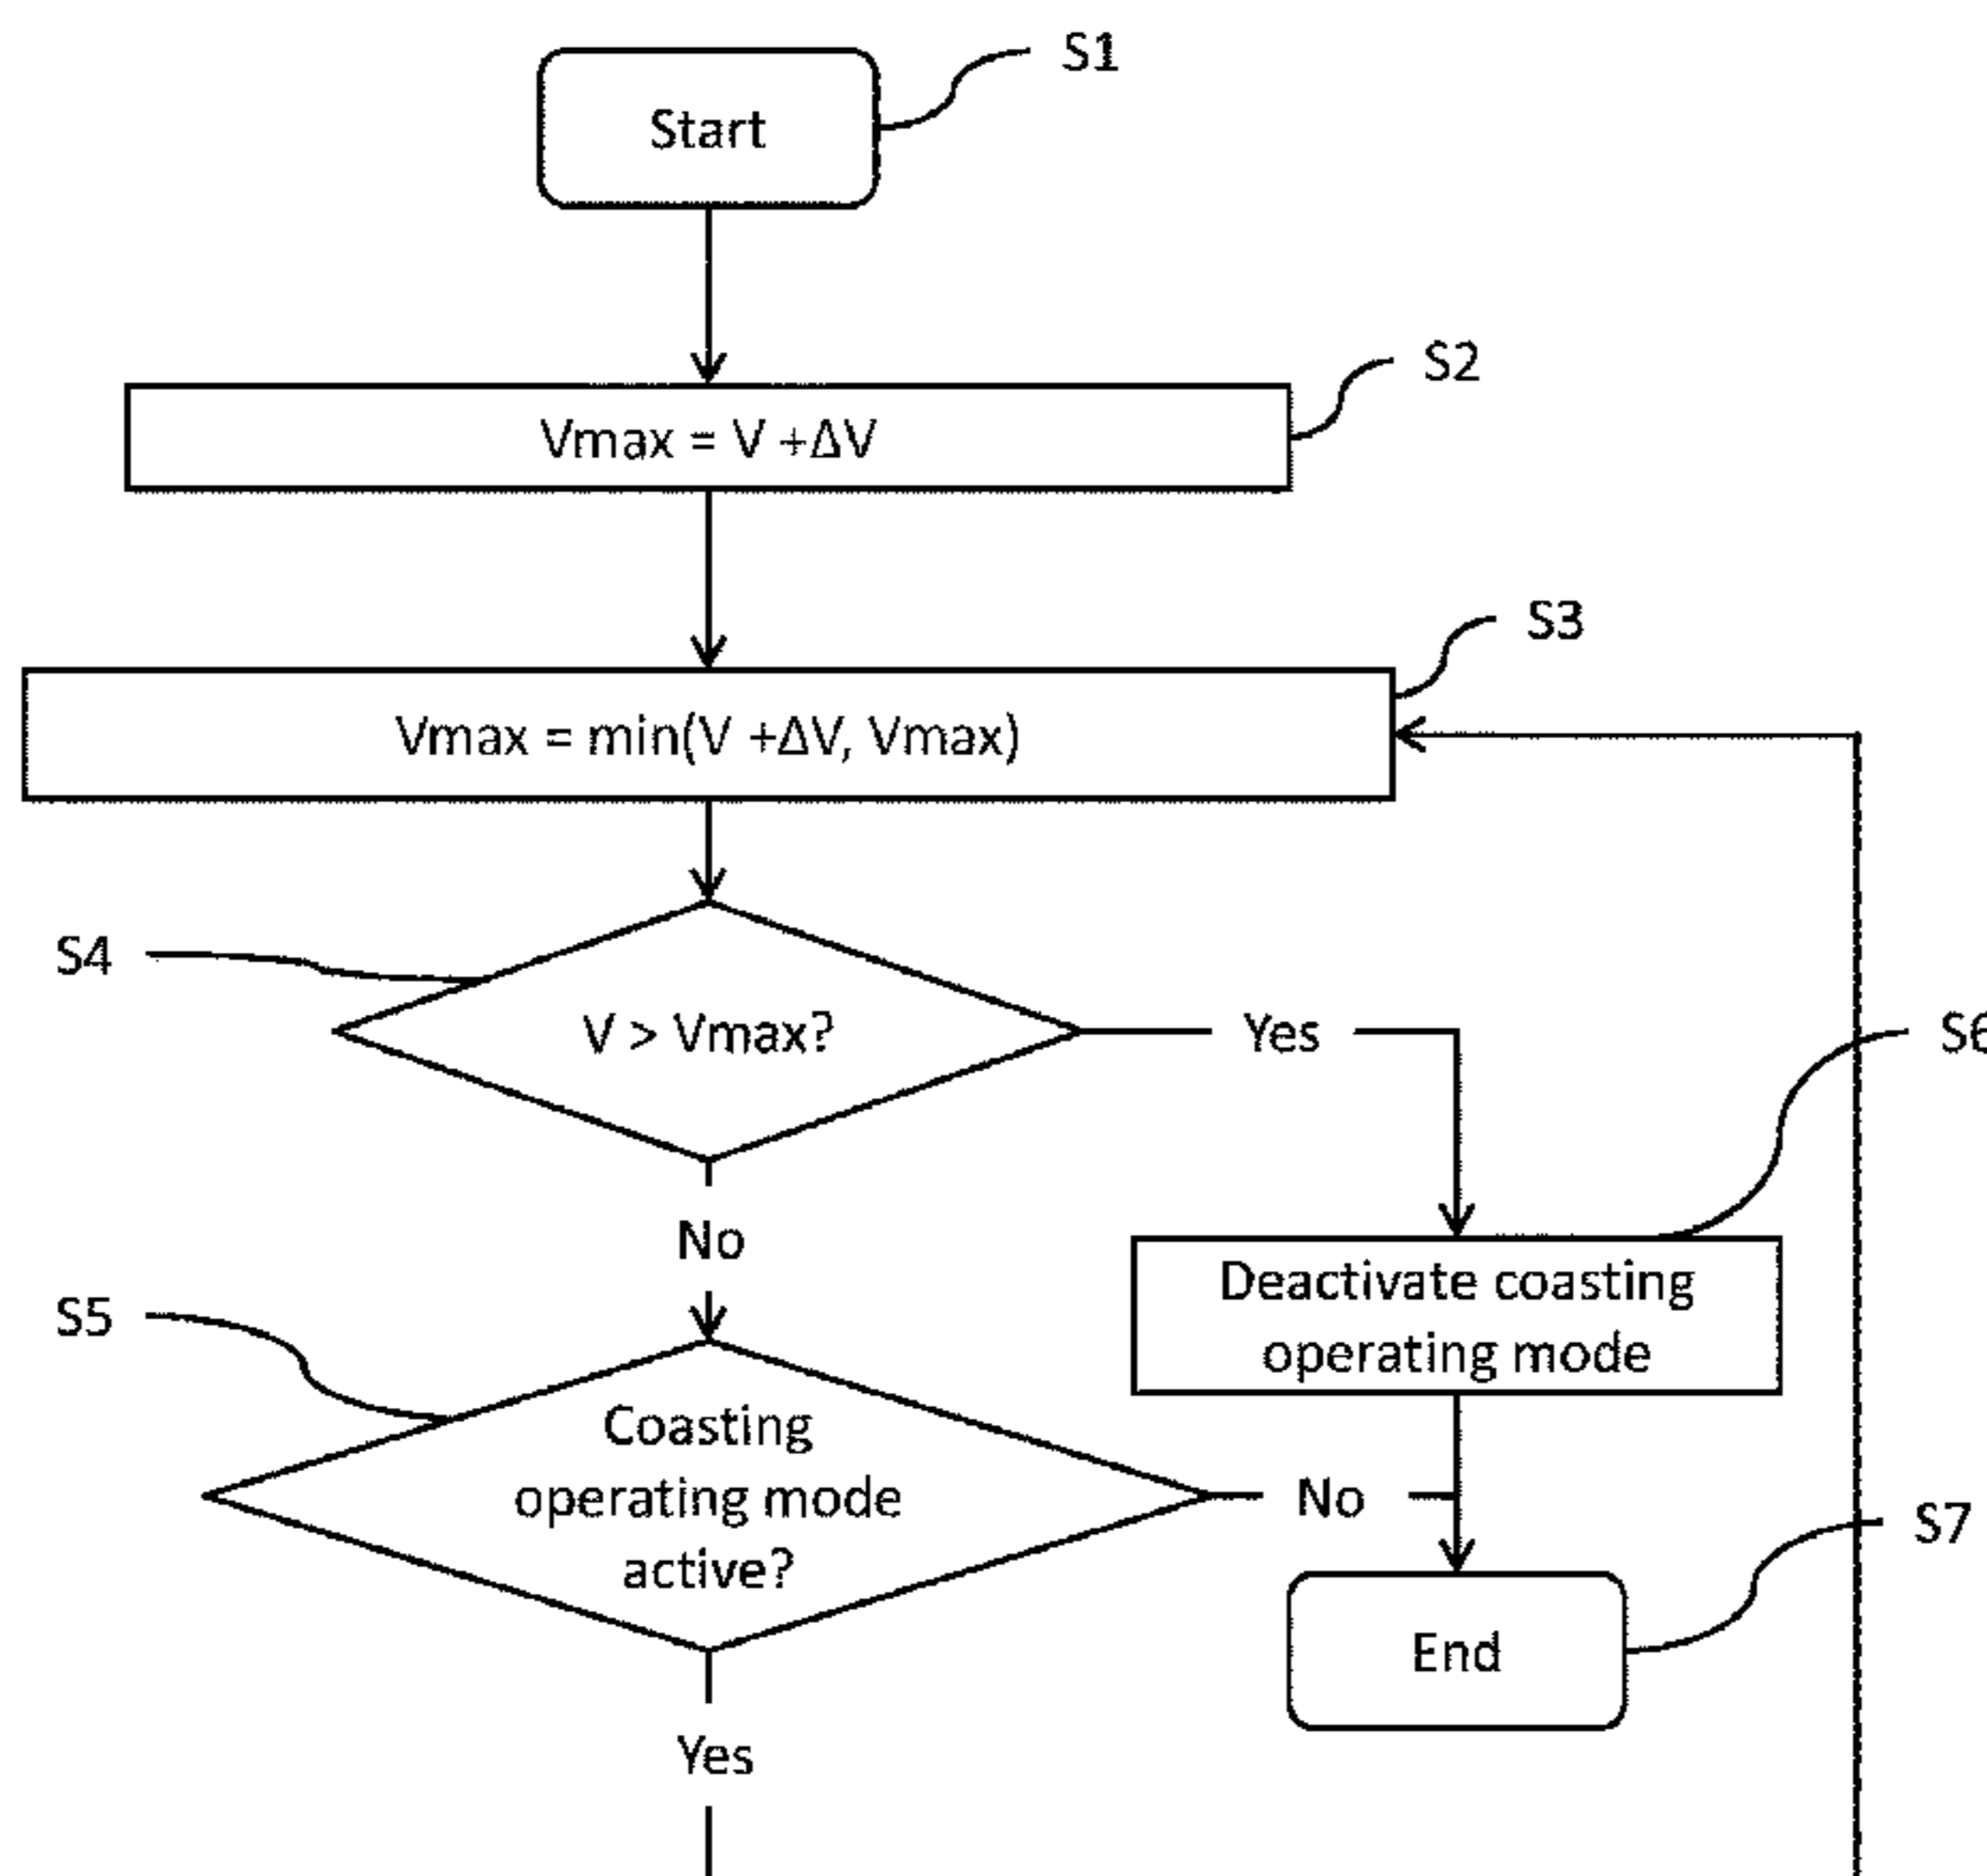 S1
Start
S2
Vmax = V +ΔV
S3
Vmax = min(V +ΔV, Vmax)
S4
V > Vmax?
Yes
S6
No
Deactivate coasting
operating mode
S5
Coasting
operating mode
active?
No
S7
End
Yes